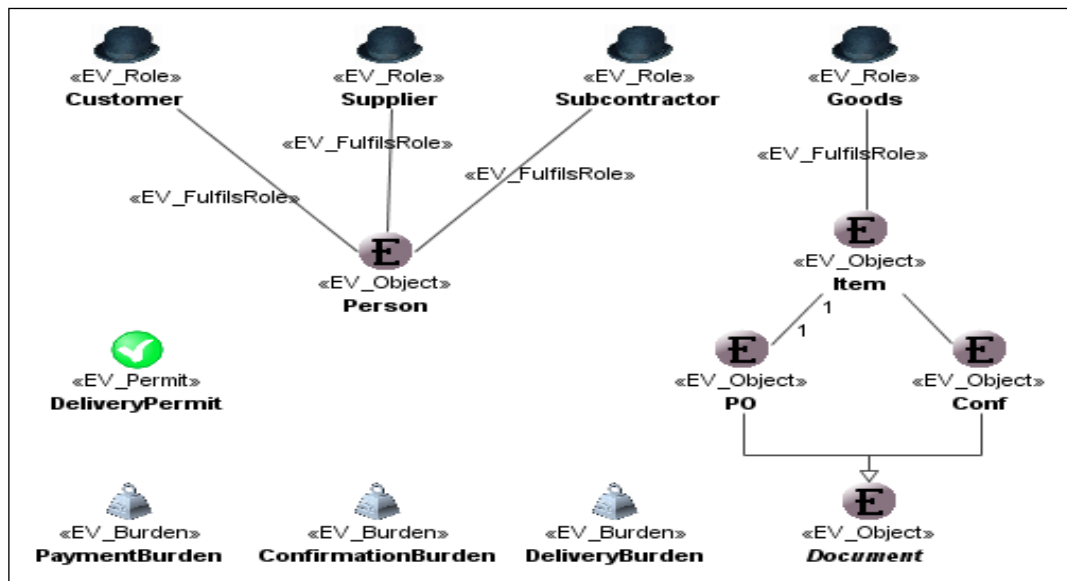 «EV_Role» «EV_Role» «EV_Role» «EV_Role»
Customer Supplier Subcontractor Goods
«EV_FulfilsRole» «EV_FulfilsRole»
«EV_FulfilsRole»
«EV_FulfilsRole»
E
E
«EV_Object»
«EV_Object»
Person
Item
1
1
E E
«EV_Permit» «EV_Object» «EV_Object»
DeliveryPermit PO Conf
E
«EV_Burden» «EV_Burden» «EV_Burden» «EV_Object»
PaymentBurden ConfirmationBurden DeliveryBurden Document